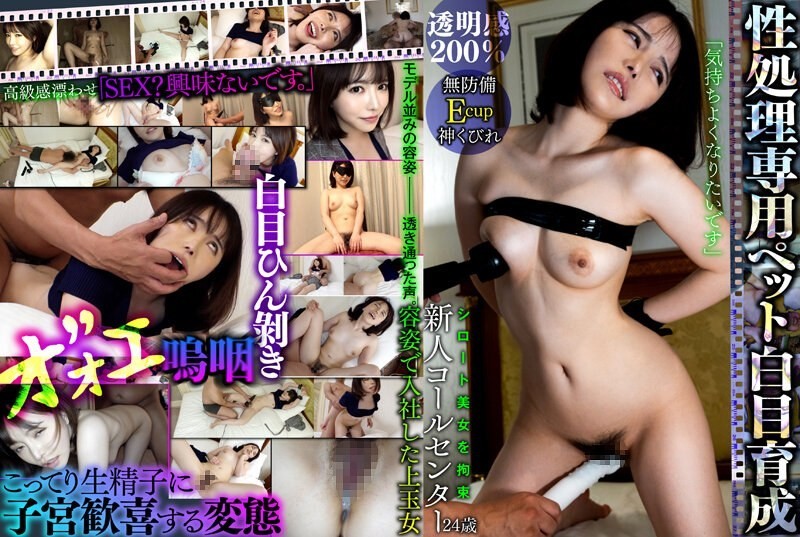 性処理専用ペット白目育成
「気持ちよくなりたいです」
透明感
200%
無防備
Ecup
神くびれ
シロート美女を拘束
新人コールセンター24歳
モデル並みの容姿――透き通った声。容姿で入社した上玉女
高級感漂わせ「SEX?興味ないです。」
白目ひん剥き
オ゛ォエ嗚咽
こってり生精子に
子宮歓喜する変態